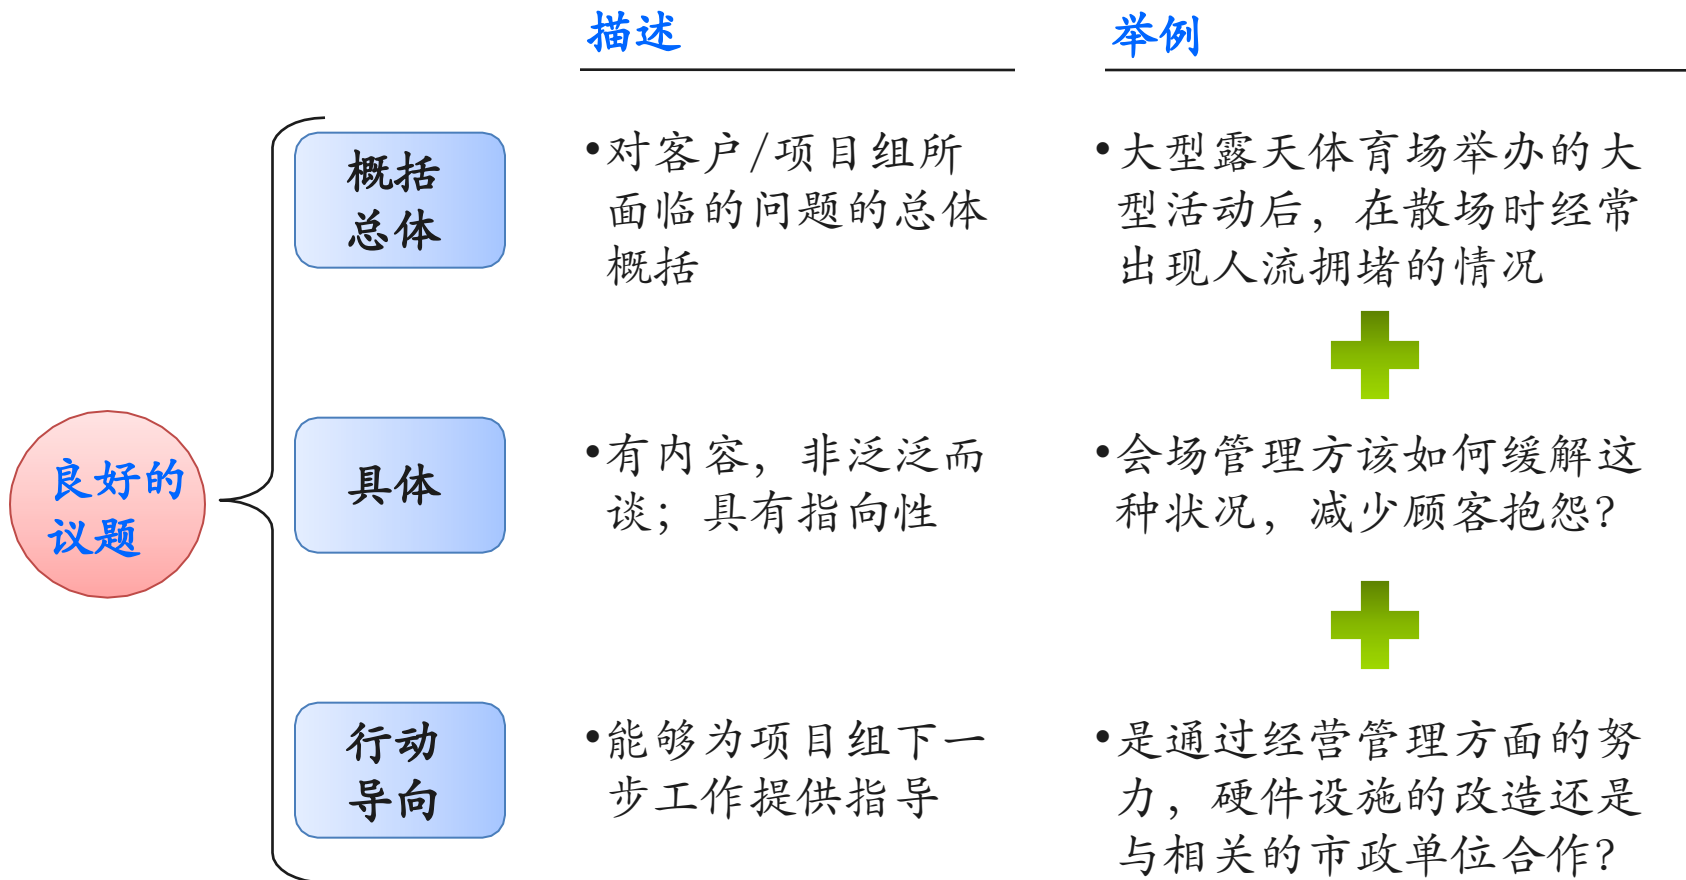 描述
举例
概括
总体
•对客户/项目组所
面临的问题的总体
概括
•大型露天体育场举办的大
型活动后，在散场时经常
出现人流拥堵的情况
良好的
议题
具体
•有内容，非泛泛而
谈；具有指向性
•会场管理方该如何缓解这
种状况，减少顾客抱怨？
行动
导向
•能够为项目组下一
步工作提供指导
•是通过经营管理方面的努
力，硬件设施的改造还是
与相关的市政单位合作？